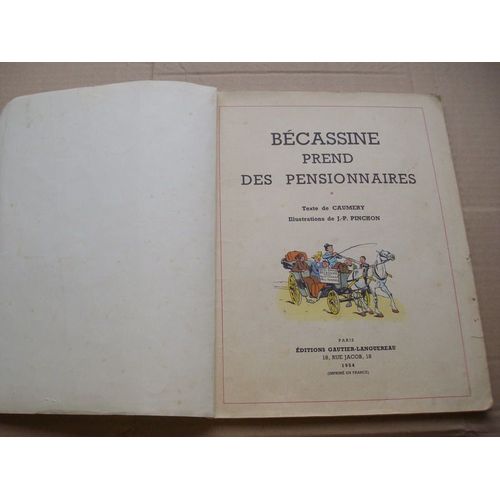 BÉCASSINE
PREND
DES PENSIONNAIRES
Texte de CAUMERY
Illustrations de J.-P. PINCHON
PARIS
ÉDITIONS GAUTIER-LANGUEREAU
18, RUE JACOB, 18
1954
(IMPRIMÉ EN FRANCE)